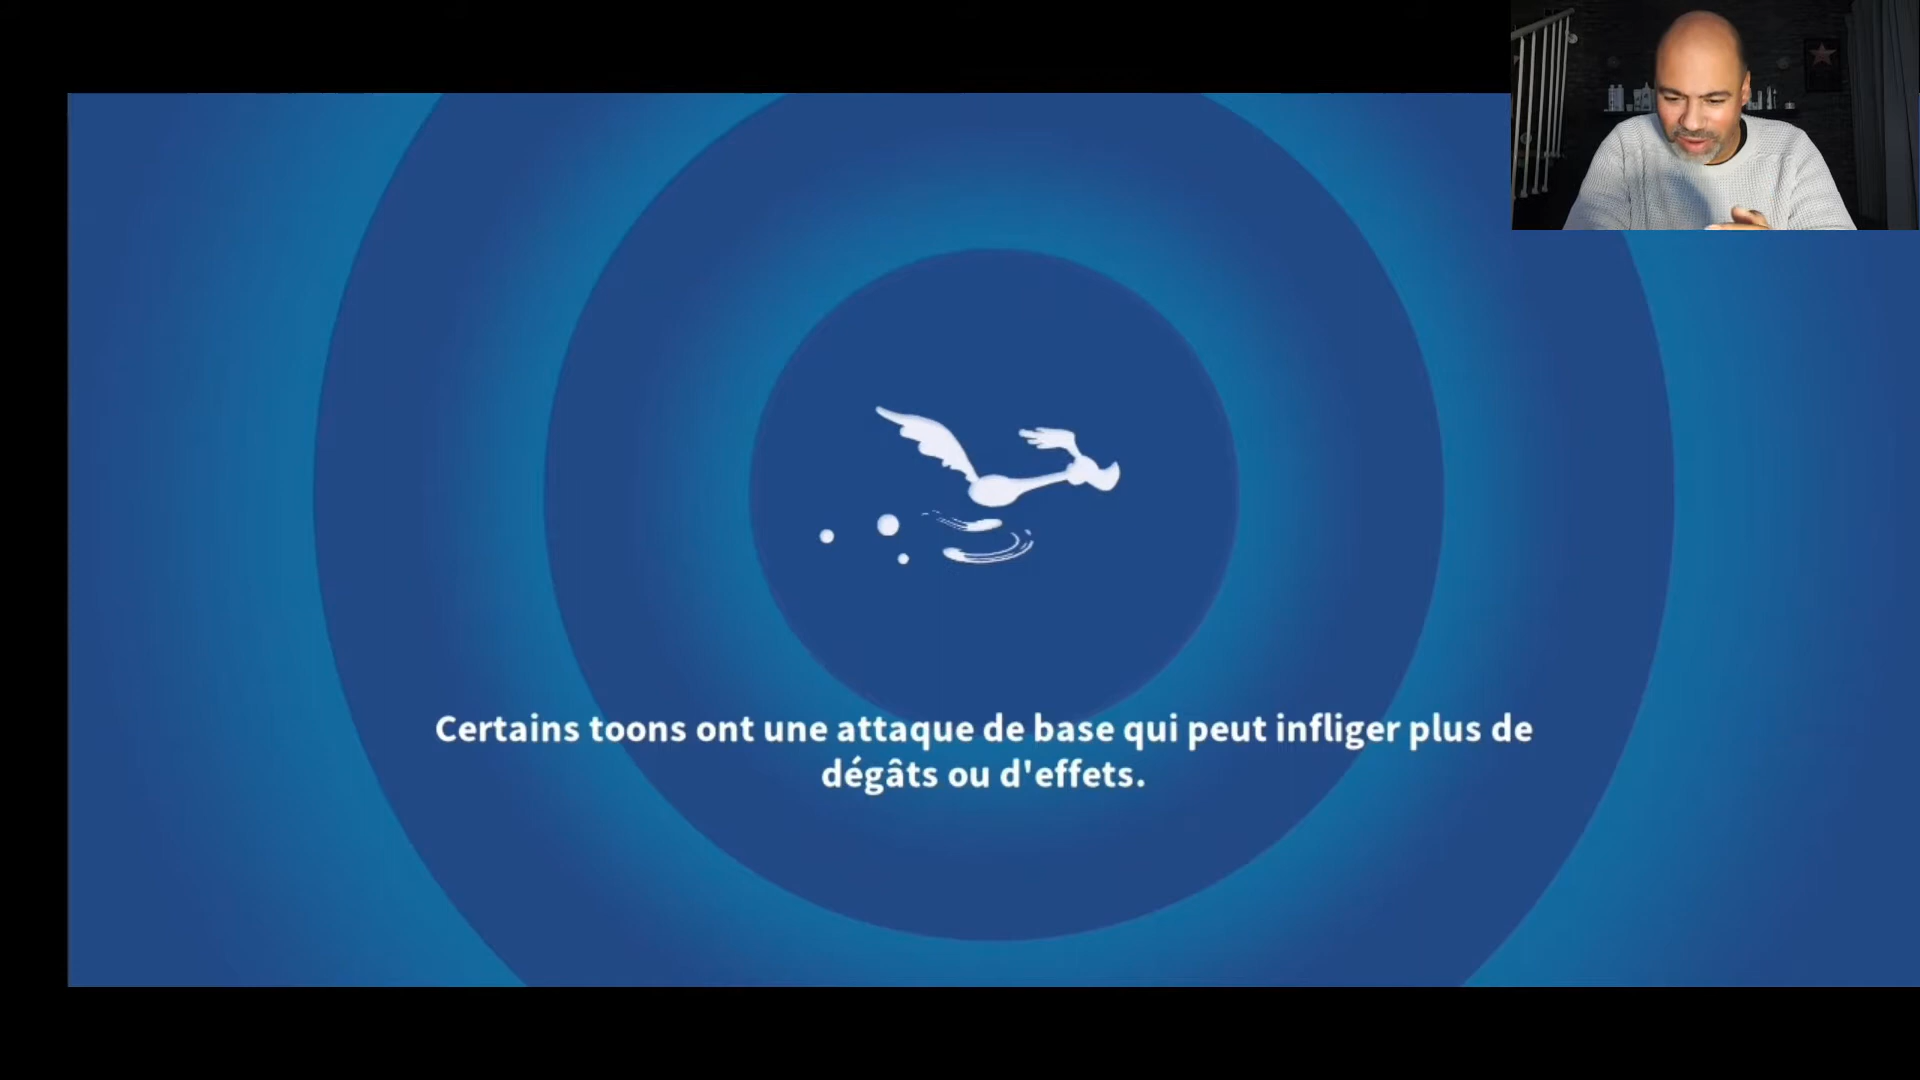 Certains toons ont une attaque de base qui peut infliger plus de
dégâts ou d'effets.